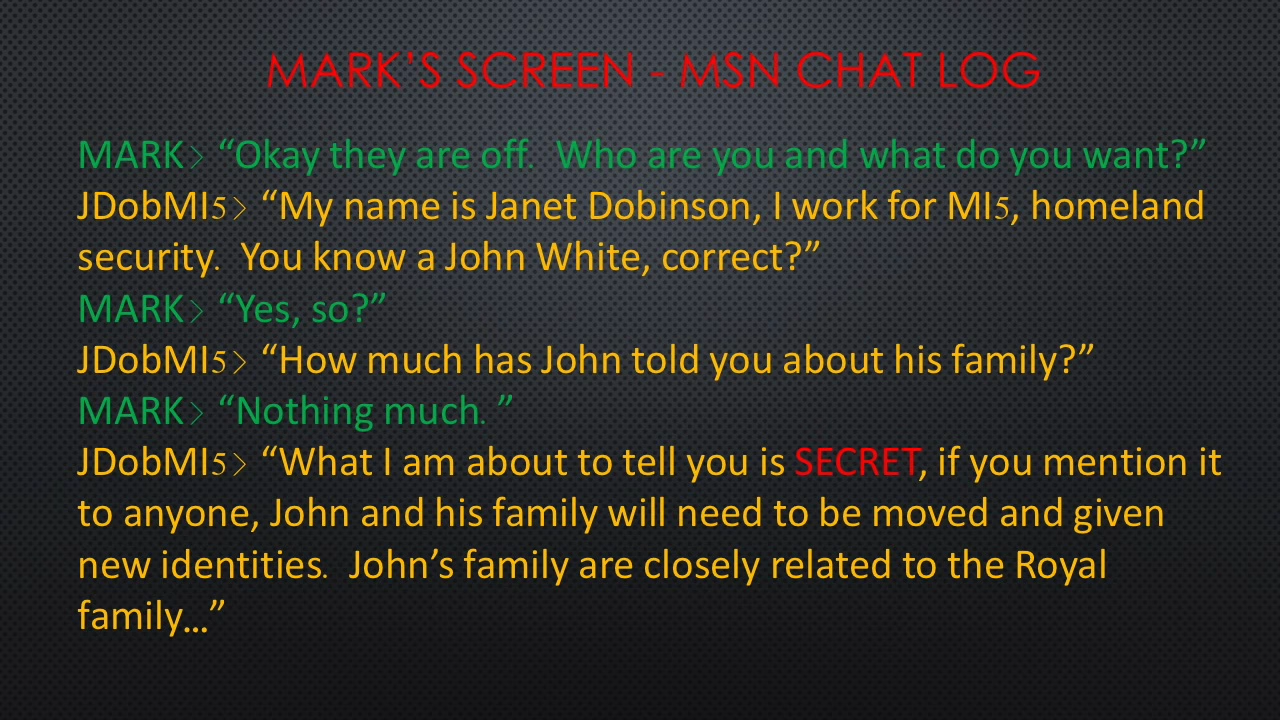 MARK'S SCREEN - MSN CHAT LOG
MARK> “Okay they are off.  Who are you and what do you want?”
JDobMI5> “My name is Janet Dobinson, I work for MI5, homeland
security.  You know a John White, correct?”
MARK> “Yes, so?”
JDobMI5> “How much has John told you about his family?”
MARK> “Nothing much.”
JDobMI5> “What I am about to tell you is SECRET, if you mention it
to anyone, John and his family will need to be moved and given
new identities.  John’s family are closely related to the Royal
family…”